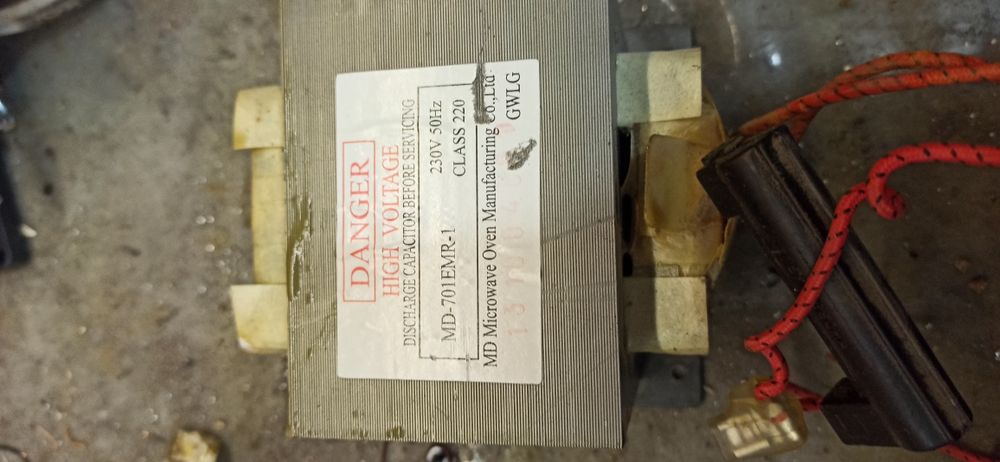 DANGER
HIGH VOLTAGE
DISCHARGE CAPACITOR BEFORE SERVICING
230V 50Hz
MD-701EMR-1 CLASS 220
MD Microwave Oven Manufacturing Co.,Ltd
GWLG